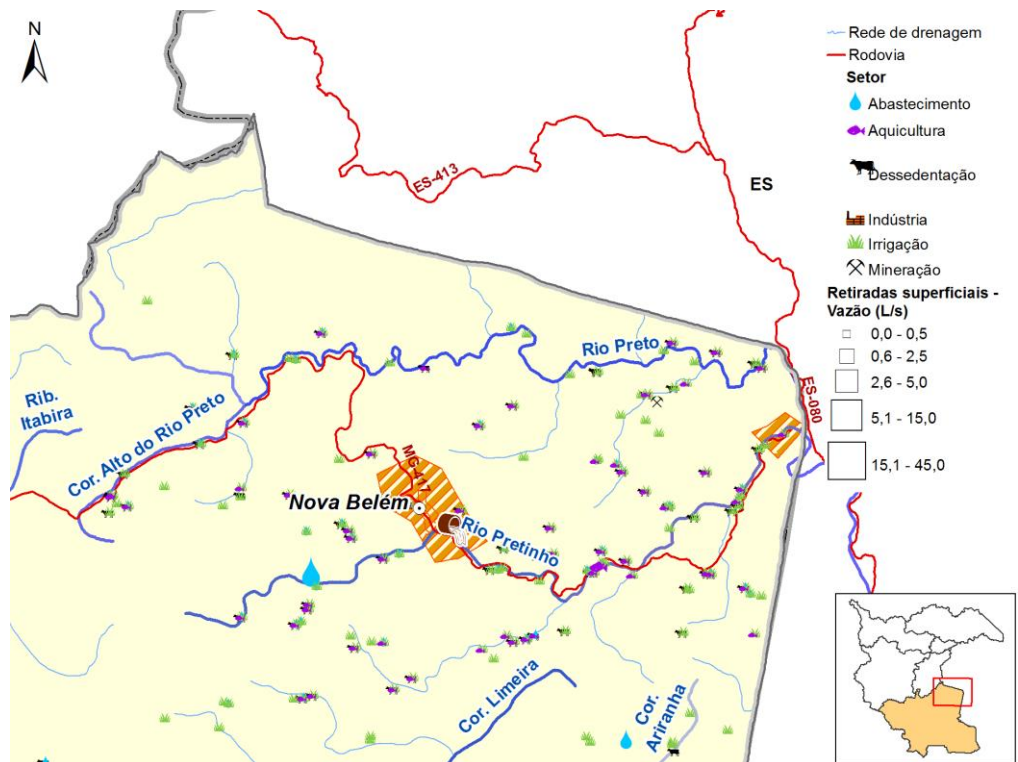 N
Rede de drenagem
Rodovia
Setor
Abastecimento
Aquicultura
Dessedentação
Indústria
Irrigação
Mineração
Retiradas superficiais -
Vazão (L/s)
0,0 - 0,5
0,6 - 2,5
2,6 - 5,0
5,1 - 15,0
15,1 - 45,0
ES-413
ES
Rio Preto
ES-080
Rib.
Itabira
Cor. Alto do Rio Preto
MG-417
Nova Belém
Rio Pretinho
Cor. Limeira
Cor.
Ariranha